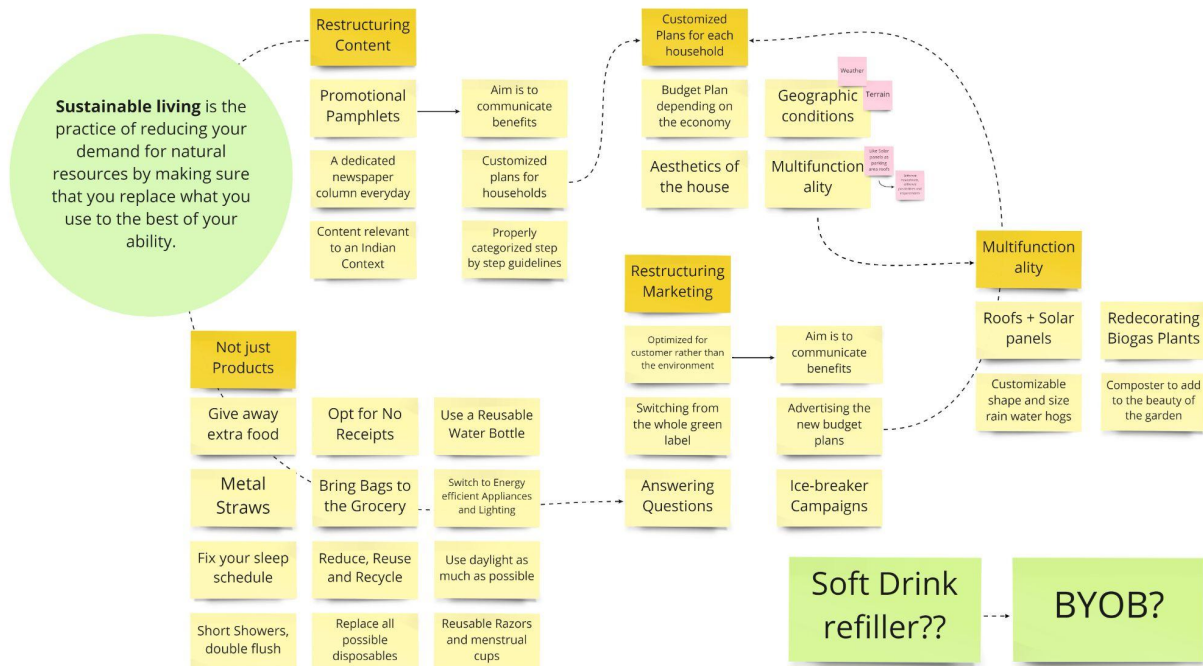 Sustainable living is the
practice of reducing your
demand for natural
resources by making sure
that you replace what you
use to the best of your
ability.
Restructuring
Content
Promotional
Pamphlets
Aim is to
communicate
benefits
A dedicated
newspaper
column everyday
Customized
plans for
households
Content relevant
to an Indian
Context
Properly
categorized step
by step guidelines
Customized
Plans for each
household
Budget Plan
depending on
the economy
Geographic
conditions
Weather
Terrain
Aesthetics of
the house
Multifunction
ality
Like Solar
panels as
parking
area roofs
Multifunction
ality
Roofs + Solar
panels
Redecorating
Biogas Plants
Customizable
shape and size
rain water hogs
Composter to add
to the beauty of
the garden
Restructuring
Marketing
Optimized for
customer rather than
the environment
Aim is to
communicate
benefits
Switching from
the whole green
label
Advertising the
new budget
plans
Answering
Questions
Ice-breaker
Campaigns
Not just
Products
Give away
extra food
Opt for No
Receipts
Use a Reusable
Water Bottle
Metal
Straws
Bring Bags to
the Grocery
Switch to Energy
efficient Appliances
and Lighting
Fix your sleep
schedule
Reduce, Reuse
and Recycle
Use daylight as
much as possible
Short Showers,
double flush
Replace all
possible
disposables
Reusable Razors
and menstrual
cups
Soft Drink
refiller??
BYOB?